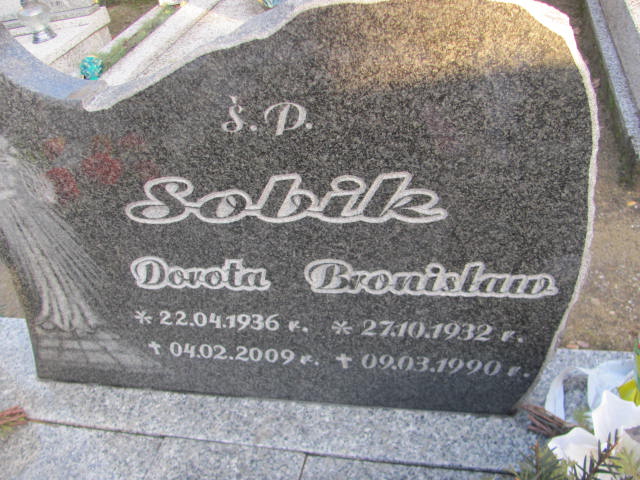 ś.P.
Sobik
Dorota Bronisław
* 22.04.1936 r. * 27.10.1932 r.
✝ 04.02.2009 r. ✝ 09.03.1990 r.